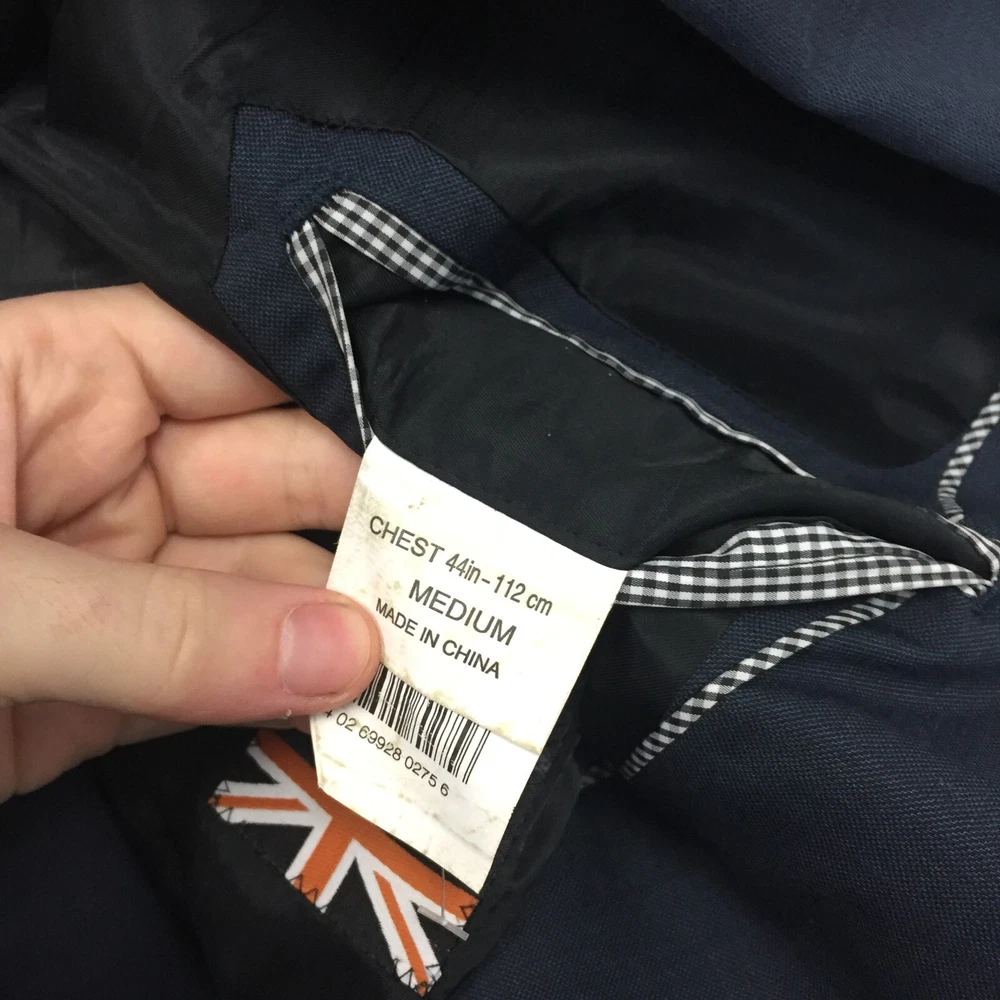 CHEST 44in-112 cm
MEDIUM
MADE IN CHINA
02 69928 0275 6